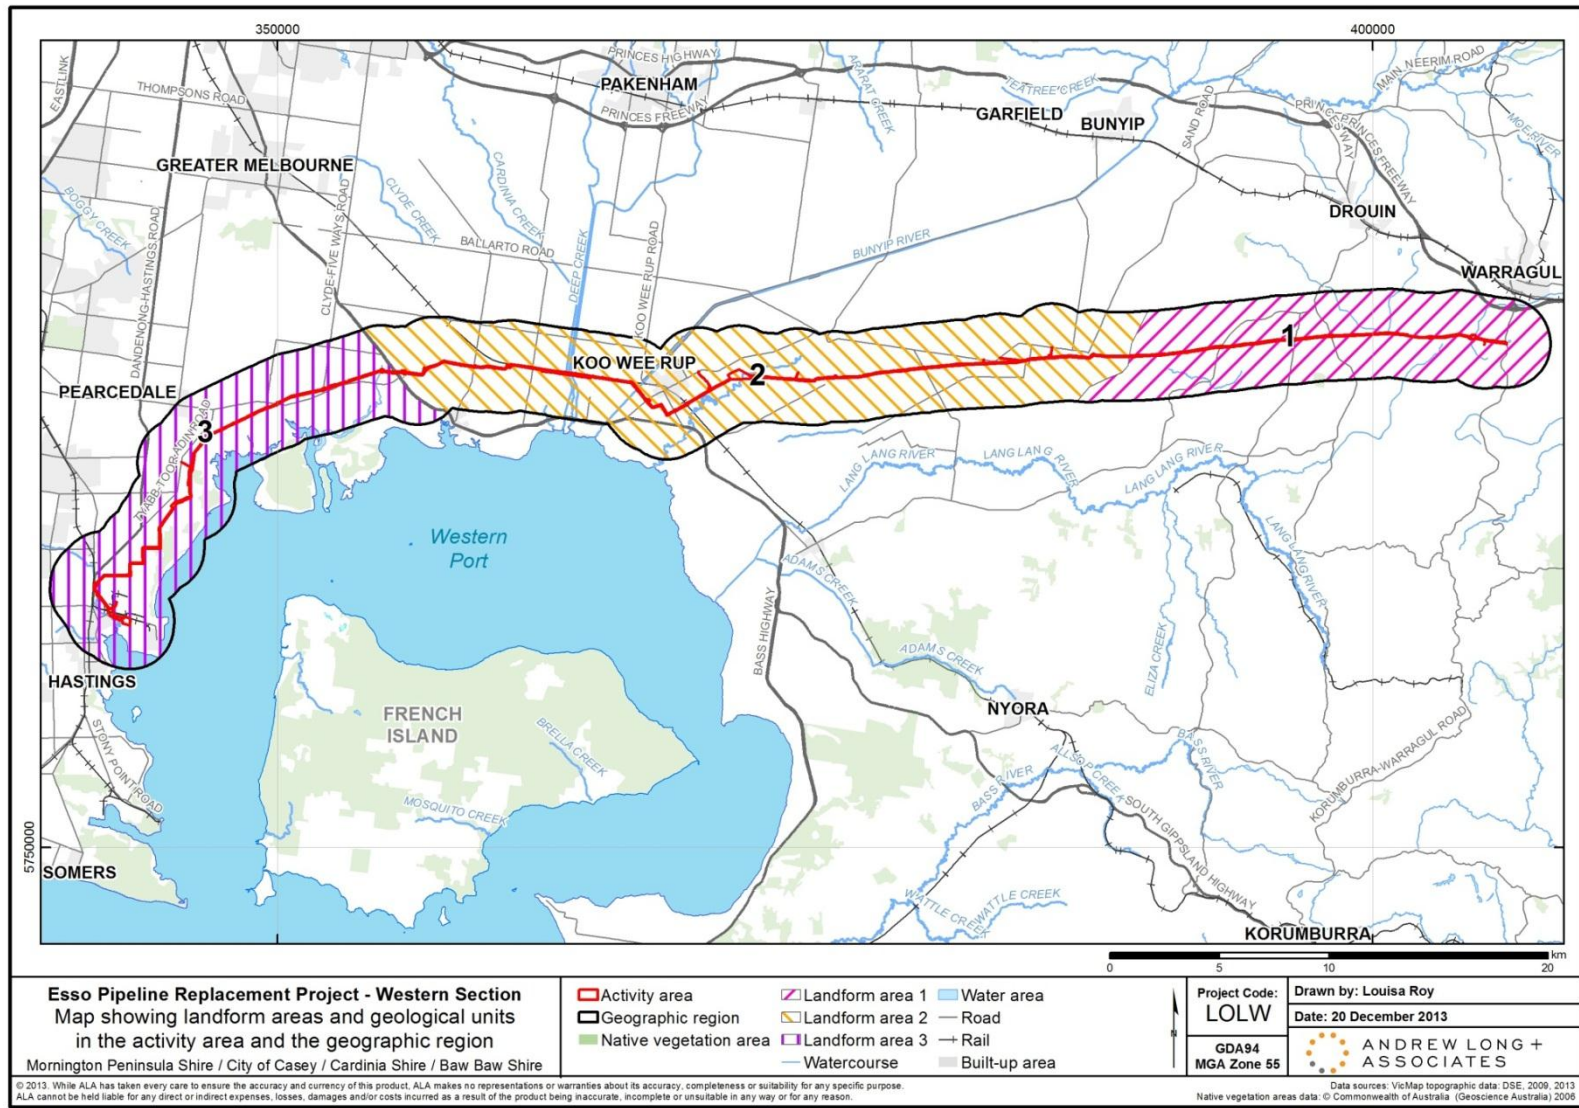 350000
400000
PRINCES HIGHWAY
MAIN NEERIM ROAD
EASTLINK
THOMPSONS ROAD
PAKENHAM
PRINCES FREEWAY
ARARAT CREEK
TEATREE CREEK
GARFIELD
BUNYIP
SAND ROAD
PRINCES WAY
PRINCES FREEWAY
MOE RIVER
GREATER MELBOURNE
BOGGY CREEK
CLYDE CREEK
CARDINIA CREEK
DROUIN
DANDENONG-HASTINGS ROAD
CLYDE-FIVE WAYS ROAD
BALLARTO ROAD
DEEP CREEK
KOO WEE RUP ROAD
BUNYIP RIVER
WARRAGUL
1
KOO WEE RUP
2
PEARCEDALE
3
TYABB-TOORADIN ROAD
LANG LANG RIVER
LANG LANG RIVER
LANG LANG RIVER
LANG LANG RIVER
Western
Port
ADAMS CREEK
BASS HIGHWAY
ADAMS CREEK
ELIZA CREEK
HASTINGS
STONY POINT ROAD
FRENCH
ISLAND
BRELLA CREEK
MOSQUITO CREEK
NYORA
BASS RIVER
ALLSOP CREEK
BASS RIVER
KORUMBURRA-WARRAGUL ROAD
SOUTH GIPPSLAND HIGHWAY
5750000
SOMERS
WATTLE CREEK
WATTLE CREEK
KORUMBURRA
0 5 10 20 km
Esso Pipeline Replacement Project - Western Section
Map showing landform areas and geological units
in the activity area and the geographic region
Mornington Peninsula Shire / City of Casey / Cardinia Shire / Baw Baw Shire
Activity area
Geographic region
Native vegetation area
Landform area 1
Landform area 2
Landform area 3
Watercourse
Water area
Road
Rail
Built-up area
N
Project Code:
LOLW
GDA94
MGA Zone 55
Drawn by: Louisa Roy
Date: 20 December 2013
ANDREW LONG +
ASSOCIATES
© 2013. While ALA has taken every care to ensure the accuracy and currency of this product, ALA makes no representations or warranties about its accuracy, completeness or suitability for any specific purpose.
ALA cannot be held liable for any direct or indirect expenses, losses, damages and/or costs incurred as a result of the product being inaccurate, incomplete or unsuitable in any way or for any reason.
Data sources: VicMap topographic data: DSE, 2009, 2013
Native vegetation areas data: © Commonwealth of Australia (Geoscience Australia) 2006